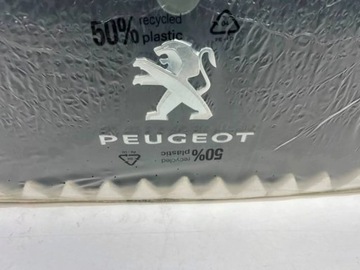 50% recycled
plastic
PEUGEOT
50% recycled
plastic